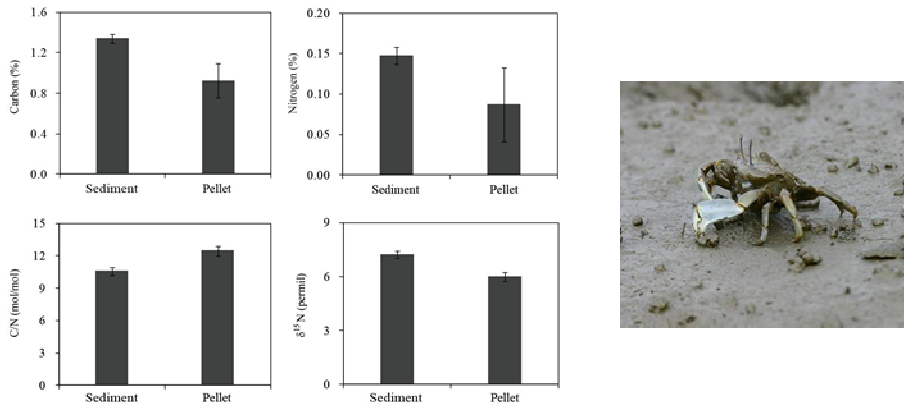 Carbon (%)
1.6
1.2
0.8
0.4
0.0
Sediment Pellet
Nitrogen (%)
0.20
0.15
0.10
0.05
0.00
Sediment Pellet
C/N (mol/mol)
15
12
9
6
3
0
Sediment Pellet
δ¹⁵N (permil)
9
6
3
0
Sediment Pellet